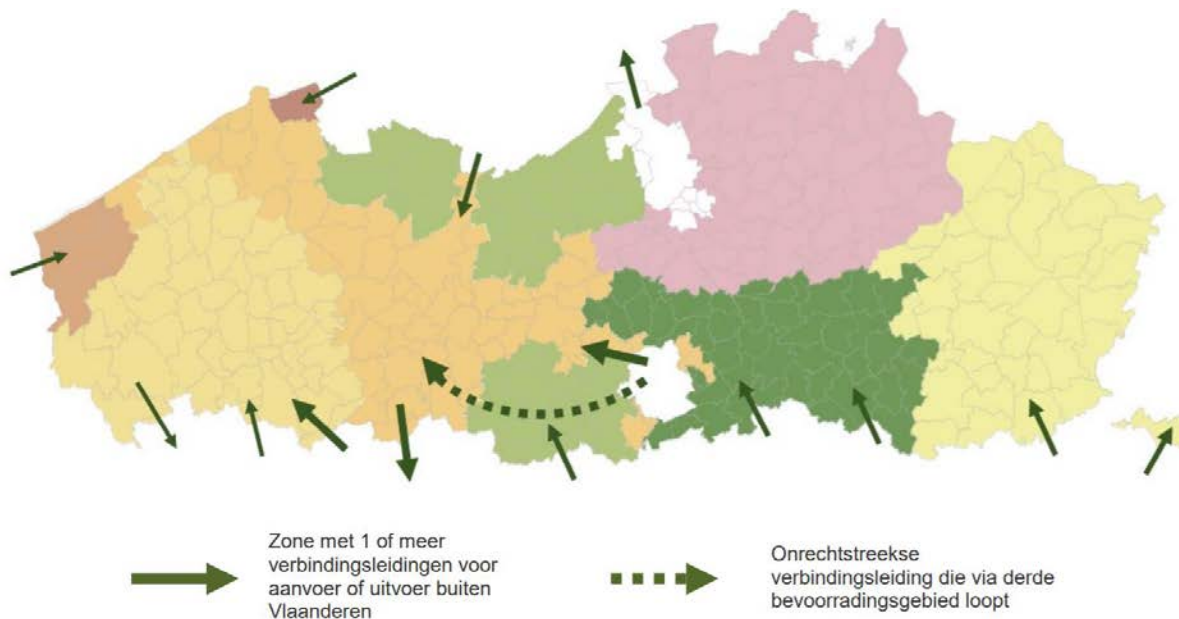 Zone met 1 of meer
verbindingsleidingen voor
aanvoer of uitvoer buiten
Vlaanderen
Onrechtstreekse
verbindingsleiding die via derde
bevoorradingsgebied loopt